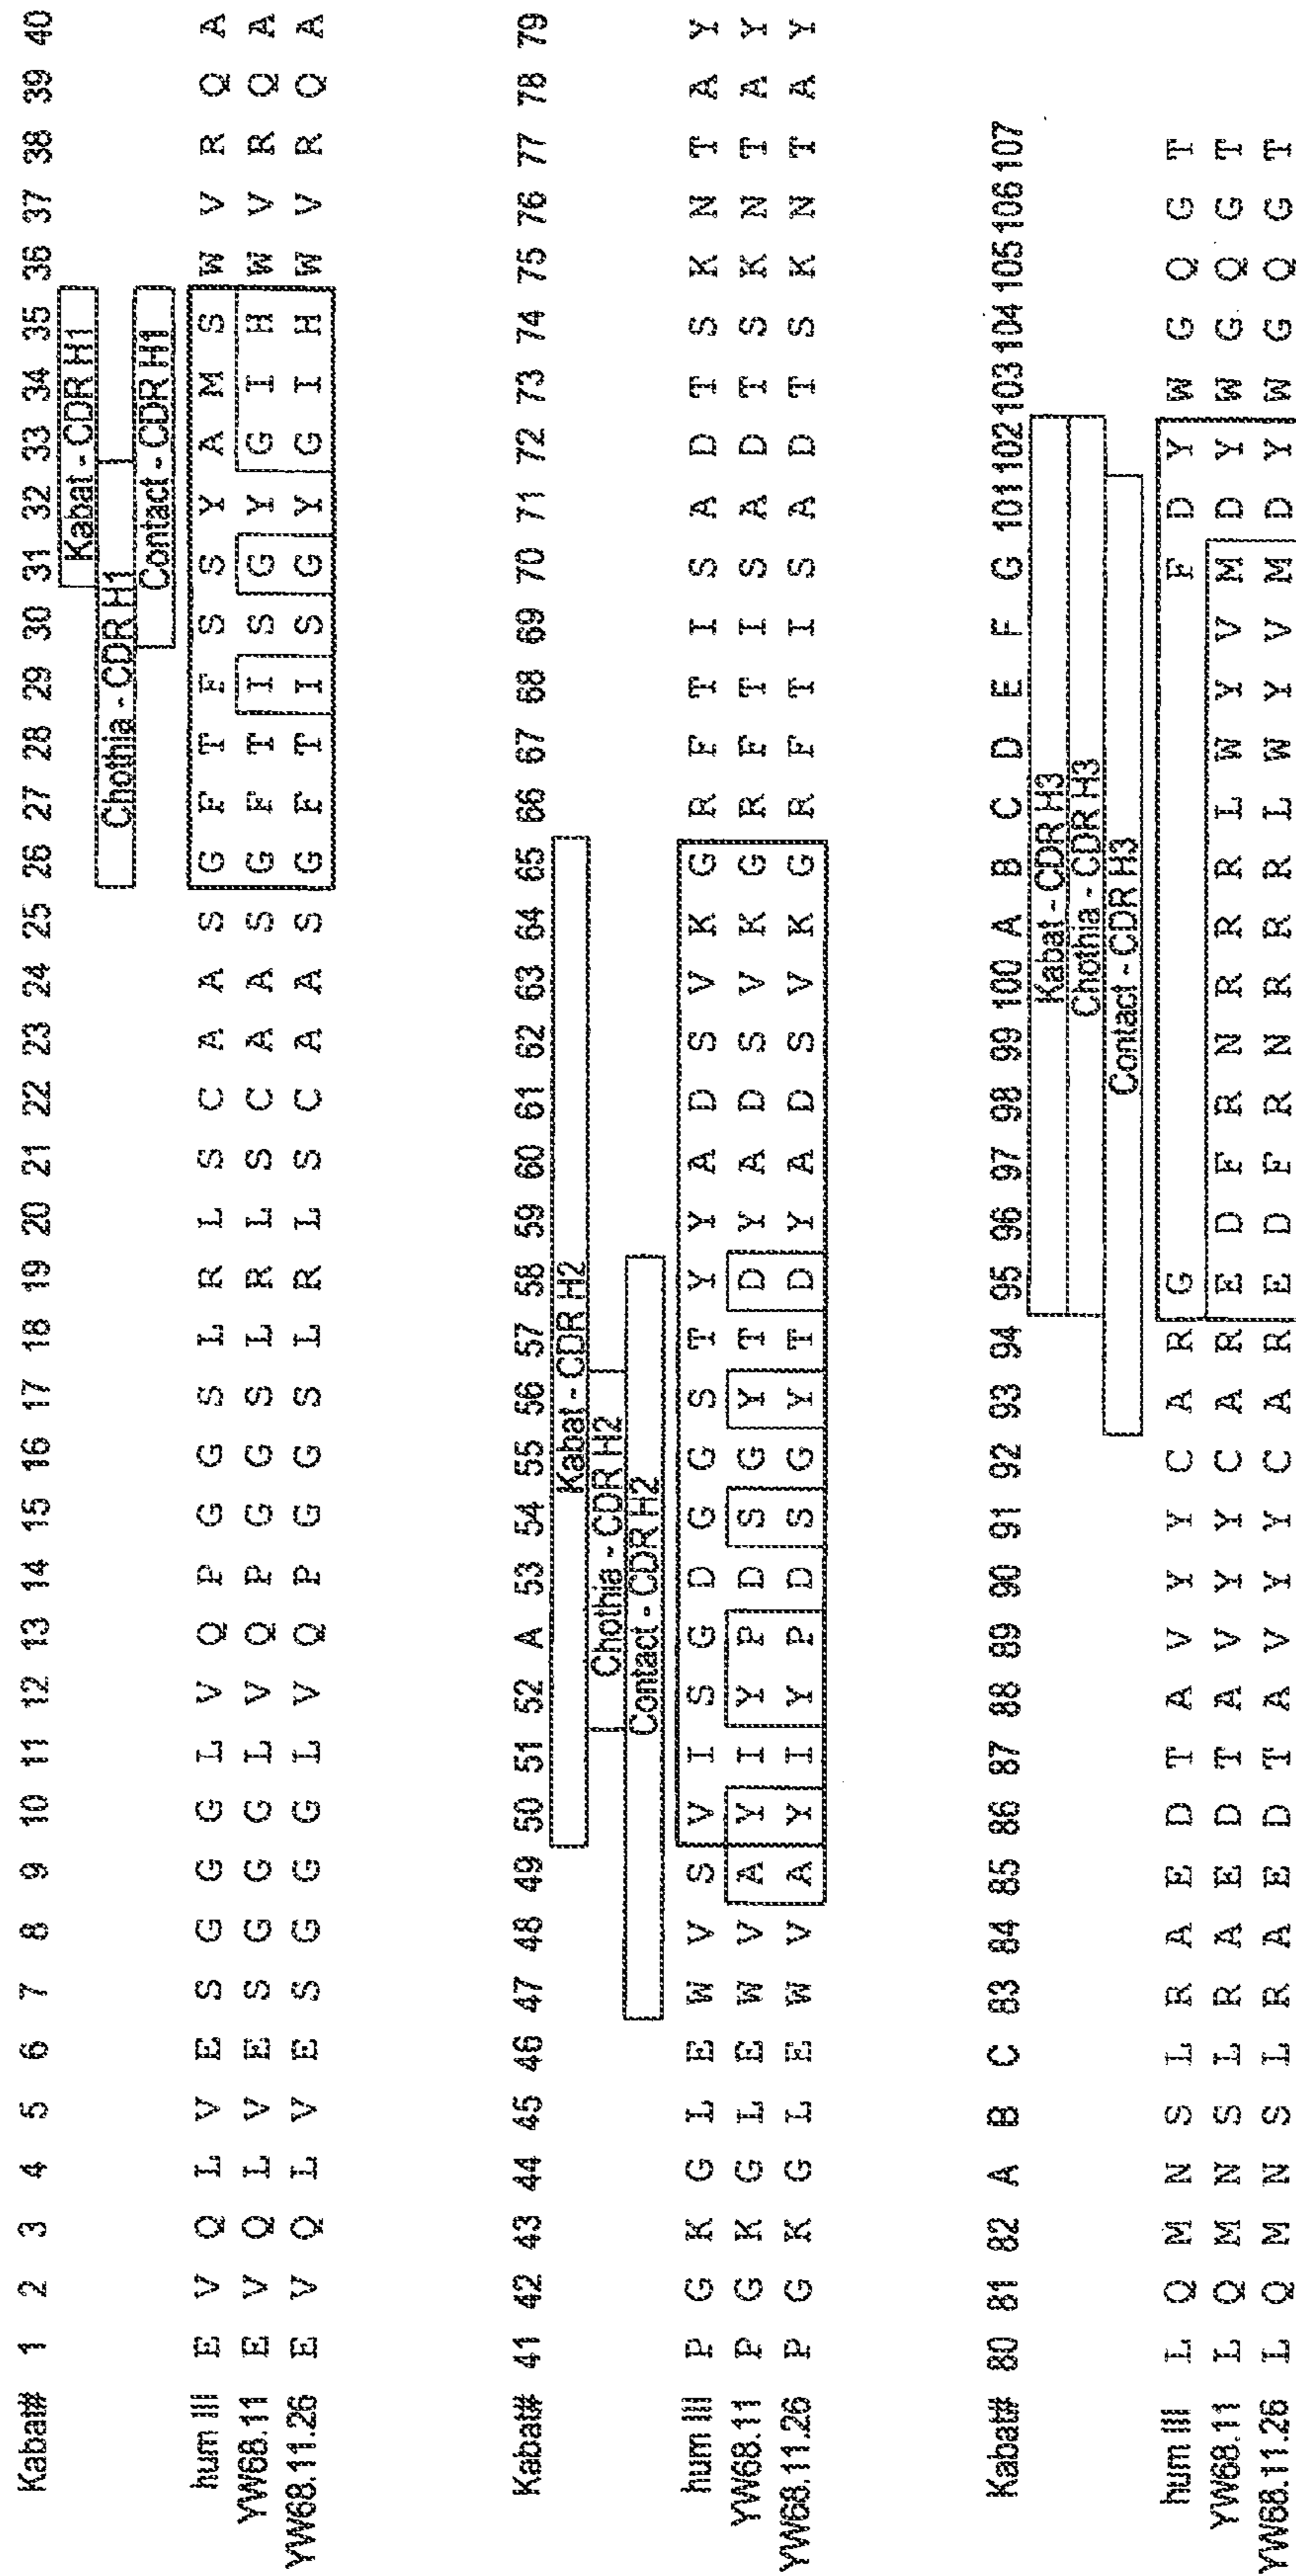 Kabat# 1 2 3 4 5 6 7 8 9 10 11 12 13 14 15 16 17 18 19 20 21 22 23 24 25 26 27 28 29 30 31 32 33 34 35 36 37 38 39 40
Kabat - CDR H1
Chothia - CDR H1
Contact - CDR H1
hum III E V Q L V E S G G G L V Q P G G S L R L S C A A S G F T F S S Y A M S W V R Q A
YW68.11 E V Q L V E S G G G L V Q P G G S L R L S C A A S G F T I S G Y G I H W V R Q A
YW68.11.26 E V Q L V E S G G G L V Q P G G S L R L S C A A S G F T I S G Y G I H W V R Q A
Kabat# 41 42 43 44 45 46 47 48 49 50 51 52 A 53 54 55 56 57 58 59 60 61 62 63 64 65 66 67 68 69 70 71 72 73 74 75 76 77 78 79
Kabat - CDR H2
Chothia - CDR H2
Contact - CDR H2
hum III P G K G L E W V S V I S G D G G S T Y Y A D S V K G R F T I S A D T S K N T A Y
YW68.11 P G K G L E W V A Y I Y P D S G Y T D Y A D S V K G R F T I S A D T S K N T A Y
YW68.11.26 P G K G L E W V A Y I Y P D S G Y T D Y A D S V K G R F T I S A D T S K N T A Y
Kabat# 80 81 82 A B C 83 84 85 86 87 88 89 90 91 92 93 94 95 96 97 98 99 100 A B C D E F G 101 102 103 104 105 106 107
Kabat - CDR H3
Chothia - CDR H3
Contact - CDR H3
hum III L Q M N S L R A E D T A V Y Y C A R G F D Y W G Q G T
YW68.11 L Q M N S L R A E D T A V Y Y C A R E D F R N R R R L W Y V M D Y W G Q G T
YW68.11.26 L Q M N S L R A E D T A V Y Y C A R E D F R N R R R L W Y V M D Y W G Q G T